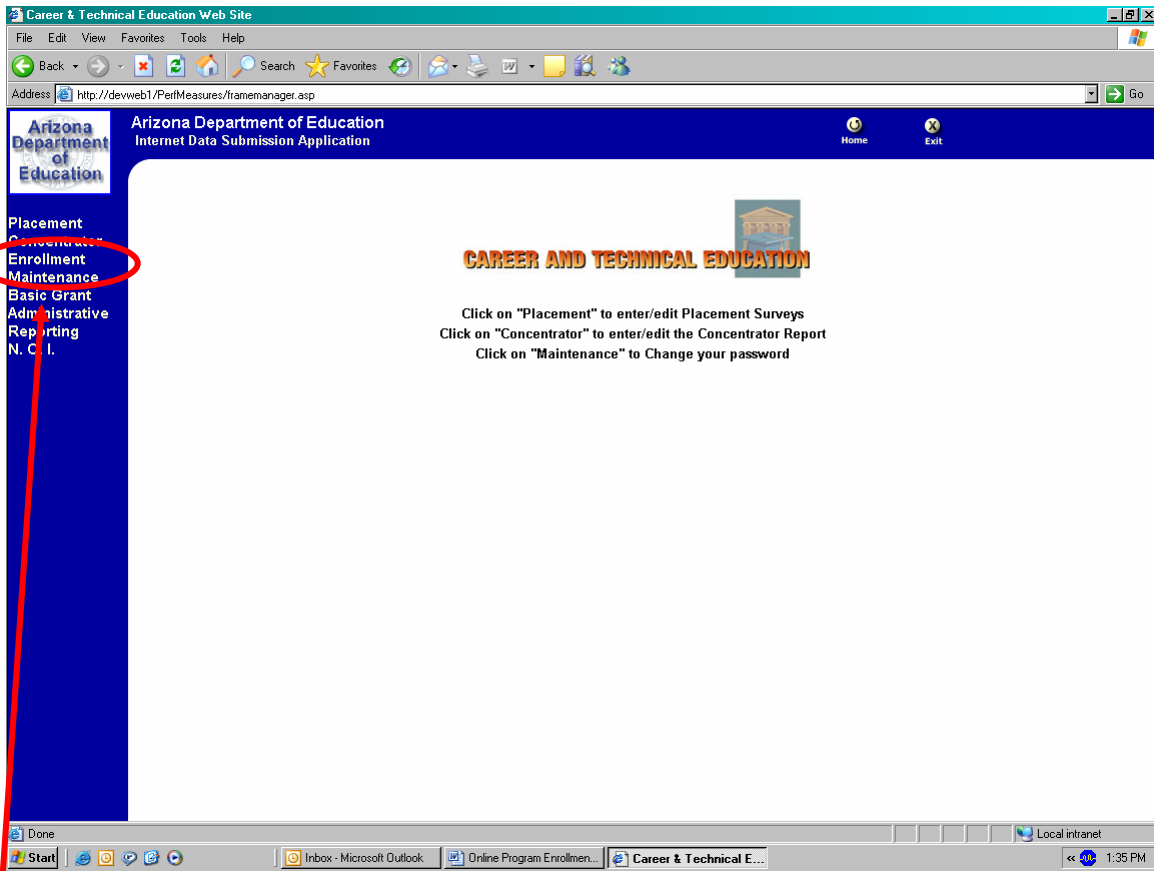 Career & Technical Education Web Site
File Edit View Favorites Tools Help
Back Search Favorites
Address http://devweb1/PerfMeasures/framemanager.asp Go
Arizona
Department
of
Education
Arizona Department of Education
Internet Data Submission Application
Home Exit
Placement
Concentrator
Enrollment
Maintenance
Basic Grant
Administrative
Reporting
N. O. I.
CAREER AND TECHNICAL EDUCATION
Click on "Placement" to enter/edit Placement Surveys
Click on "Concentrator" to enter/edit the Concentrator Report
Click on "Maintenance" to Change your password
Done Local intranet
Start Inbox - Microsoft Outlook Online Program Enrollmen... Career & Technical E... 1:35 PM